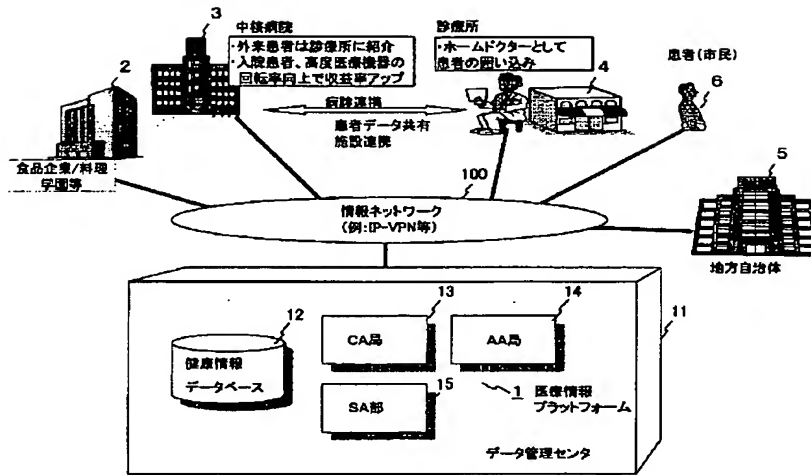 3
中核病院
・外来患者は診療所に紹介
・入院患者、高度医療機器の
回転率向上で収益率アップ
診療所
・ホームドクターとして
患者の囲い込み
4
患者(市民)
6
2
病診連携
患者データ共有
施設連携
食品企業/料理
学園等
5
100
情報ネットワーク
(例:IP-VPN等)
地方自治体
13
14
11
12
CA局
AA局
健康情報
データベース
15
SA部
1 医療情報
プラットフォーム
データ管理センタ